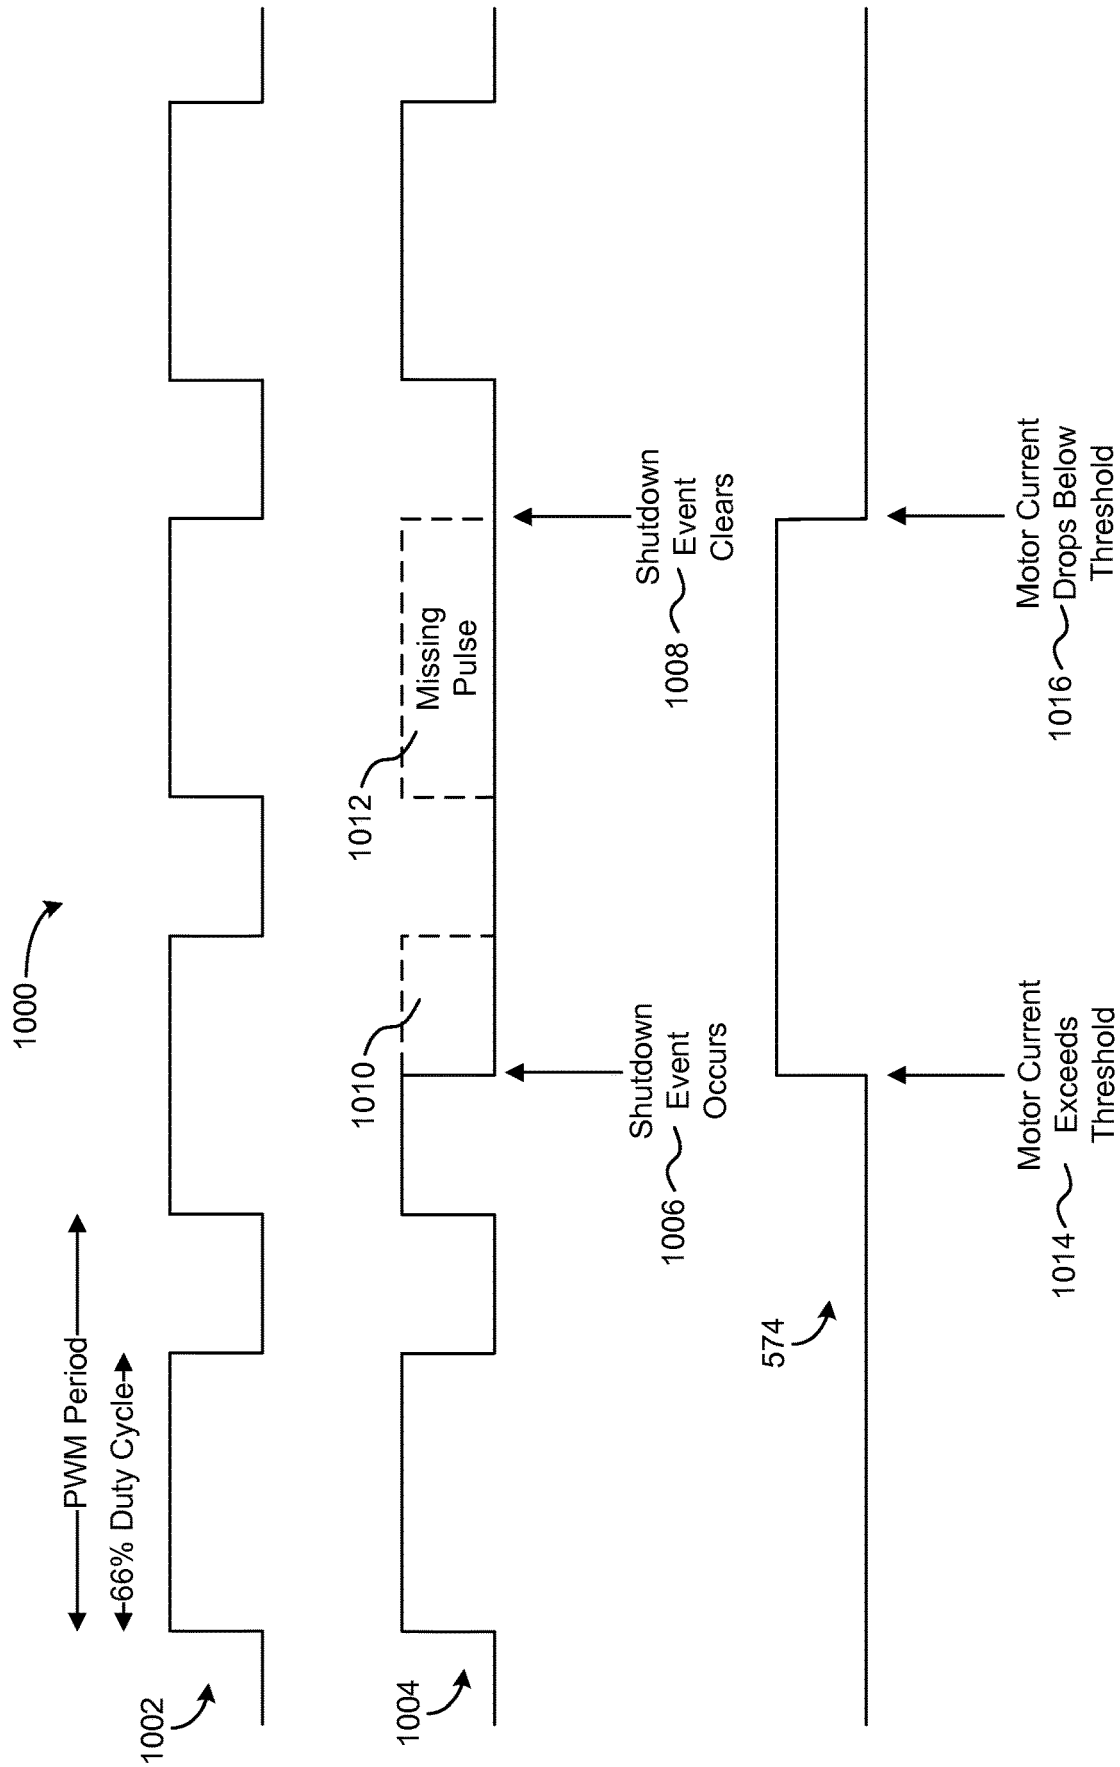 1000
PWM Period
66% Duty Cycle
1002
1004
1010
1012
Missing
Pulse
Shutdown
1006 Event
Occurs
Shutdown
1008 Event
Clears
574
Motor Current
1014 Exceeds
Threshold
Motor Current
1016 Drops Below
Threshold